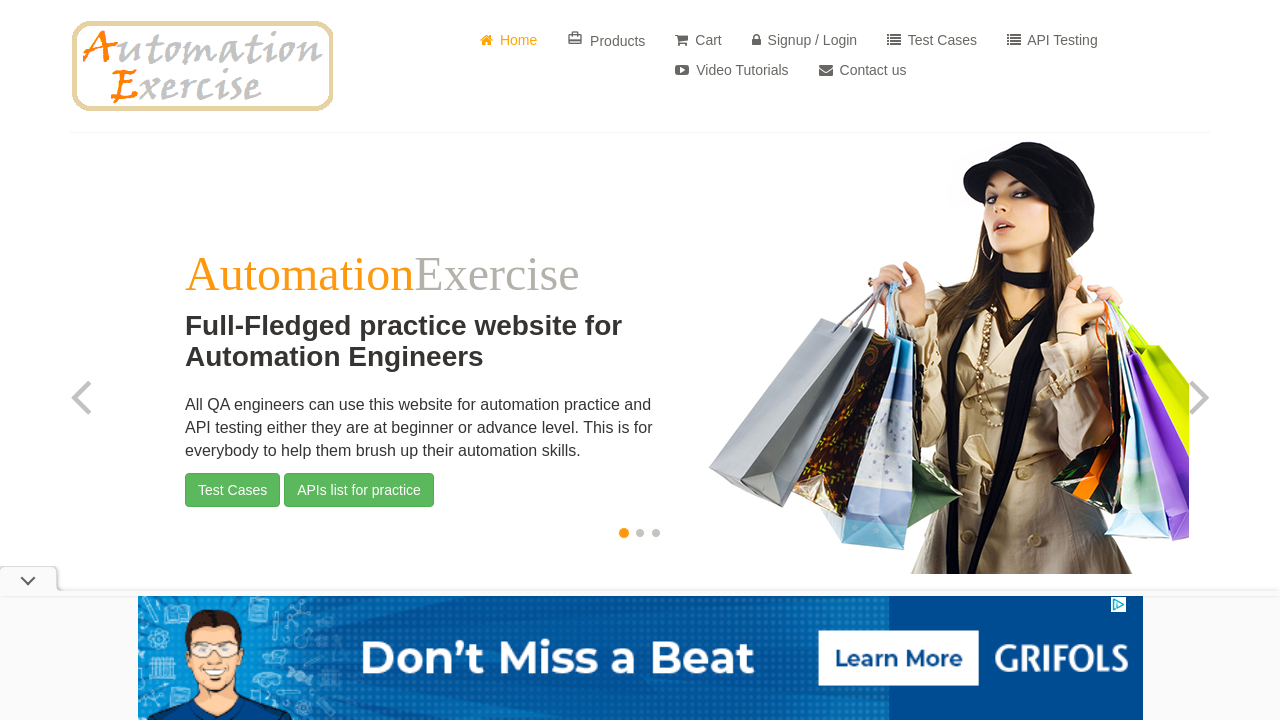 Automation
Exercise
Home
Products
Cart
Signup / Login
Test Cases
API Testing
Video Tutorials
Contact us
AutomationExercise
Full-Fledged practice website for
Automation Engineers
All QA engineers can use this website for automation practice and
API testing either they are at beginner or advance level. This is for
everybody to help them brush up their automation skills.
Test Cases
APIs list for practice
Don't Miss a Beat
Learn More
GRIFOLS